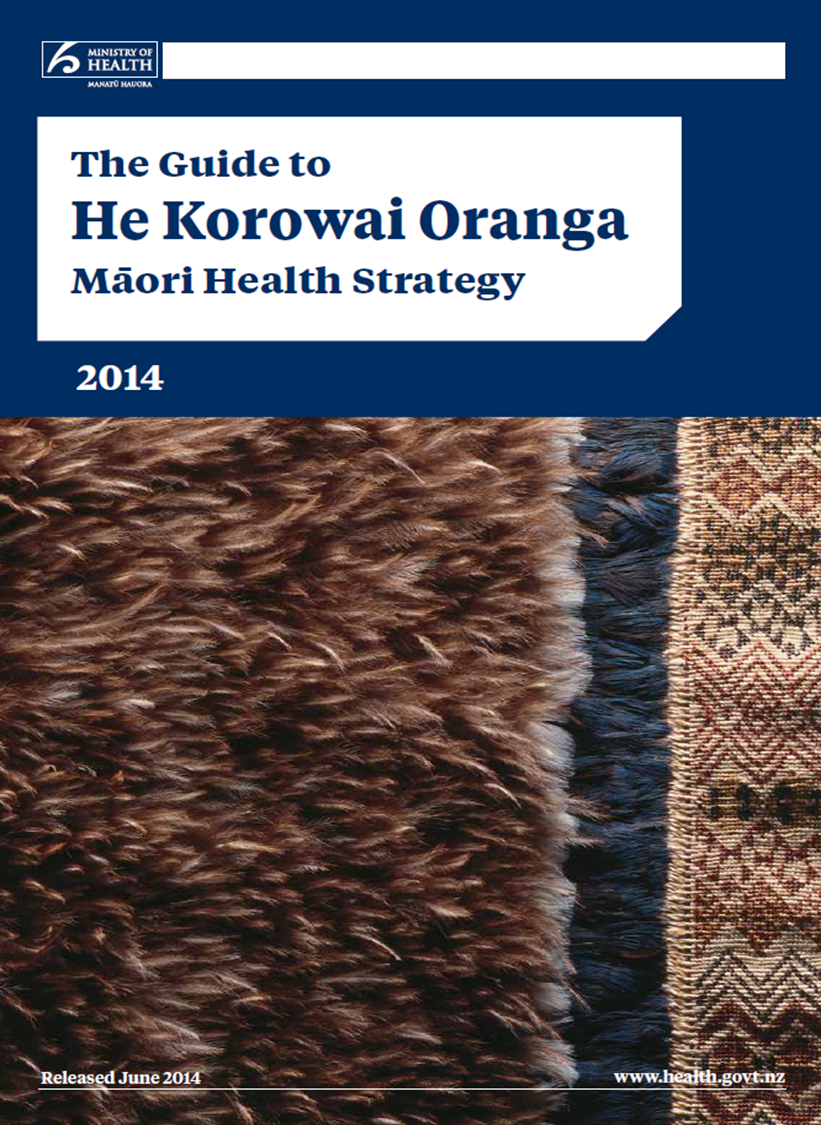 MINISTRY OF
HEALTH
MANATŪ HAUORA
The Guide to
He Korowai Oranga
Māori Health Strategy
2014
Released June 2014
www.health.govt.nz